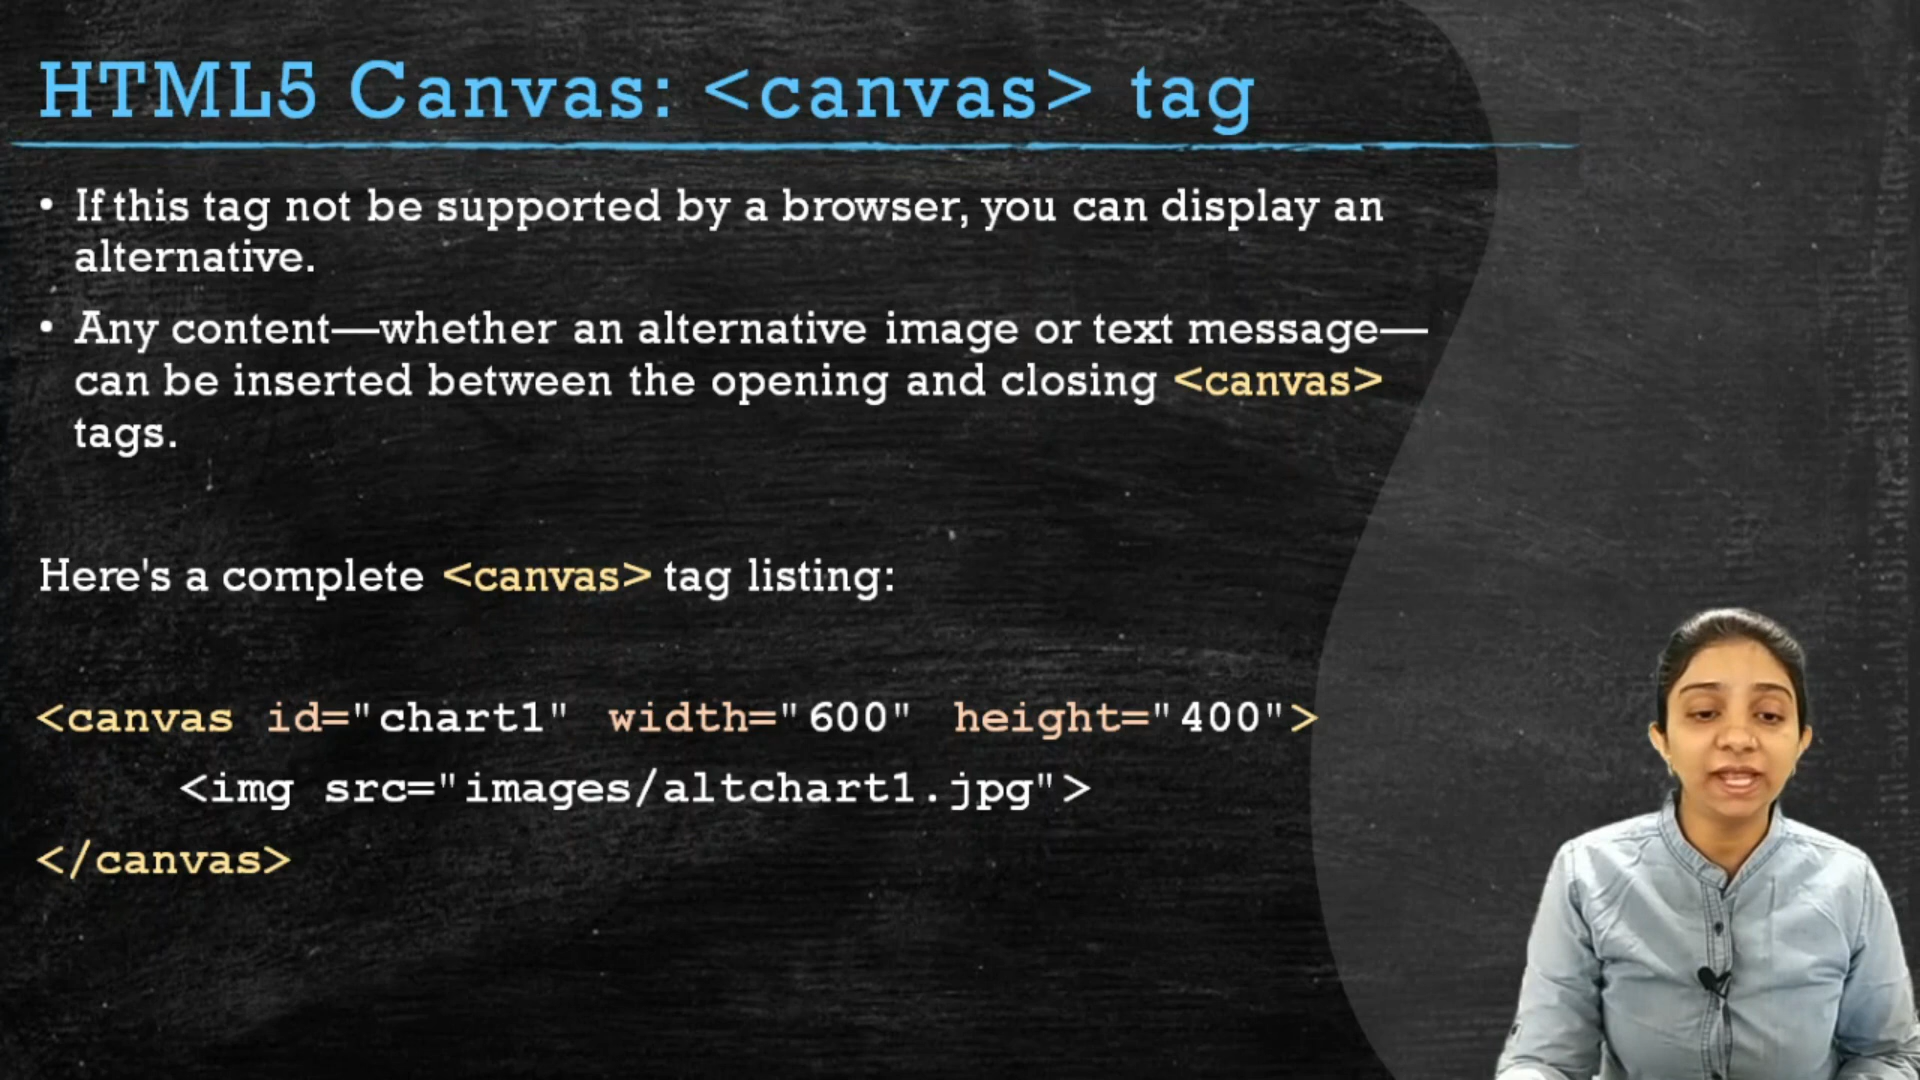 HTML5 Canvas: <canvas> tag
• If this tag not be supported by a browser, you can display an
alternative.
• Any content—whether an alternative image or text message—
can be inserted between the opening and closing <canvas>
tags.
Here's a complete <canvas> tag listing:
<canvas id="chart1" width="600" height="400">
<img src="images/altchart1.jpg">
</canvas>